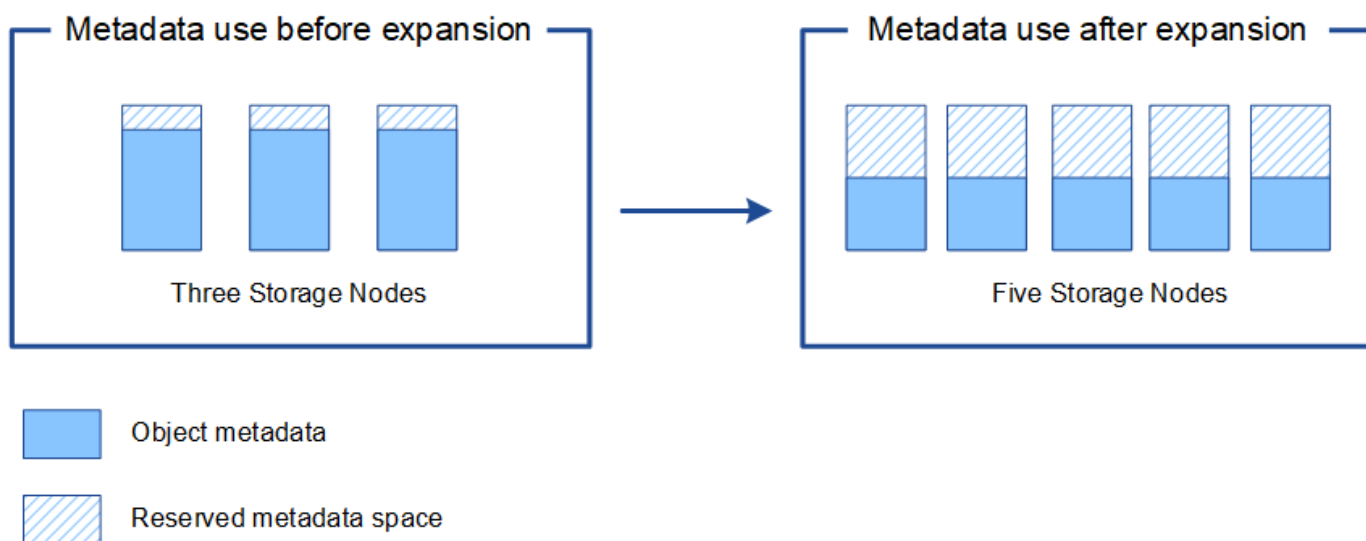 Metadata use before expansion
Metadata use after expansion
Three Storage Nodes
Five Storage Nodes
Object metadata
Reserved metadata space